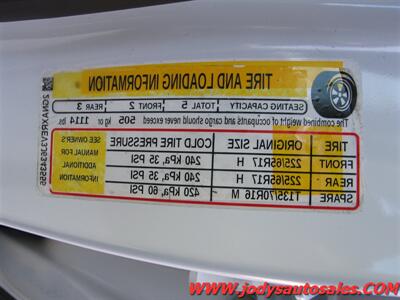 TIRE AND LOADING INFORMATION
SEATING CAPACITY TOTAL 5 FRONT 2 REAR 3
The combined weight of occupants and cargo should never exceed 505 kg or 1114 lbs.
TIRE ORIGINAL SIZE COLD TIRE PRESSURE
FRONT 225/65R17 H 240 kPa, 35 PSI
REAR 225/65R17 H 240 kPa, 35 PSI
SPARE T135/70R16 M 420 kPa, 60 PSI
SEE OWNER'S
MANUAL FOR
ADDITIONAL
INFORMATION
2GNAXREV3J6343555
www.jodysautosales.com